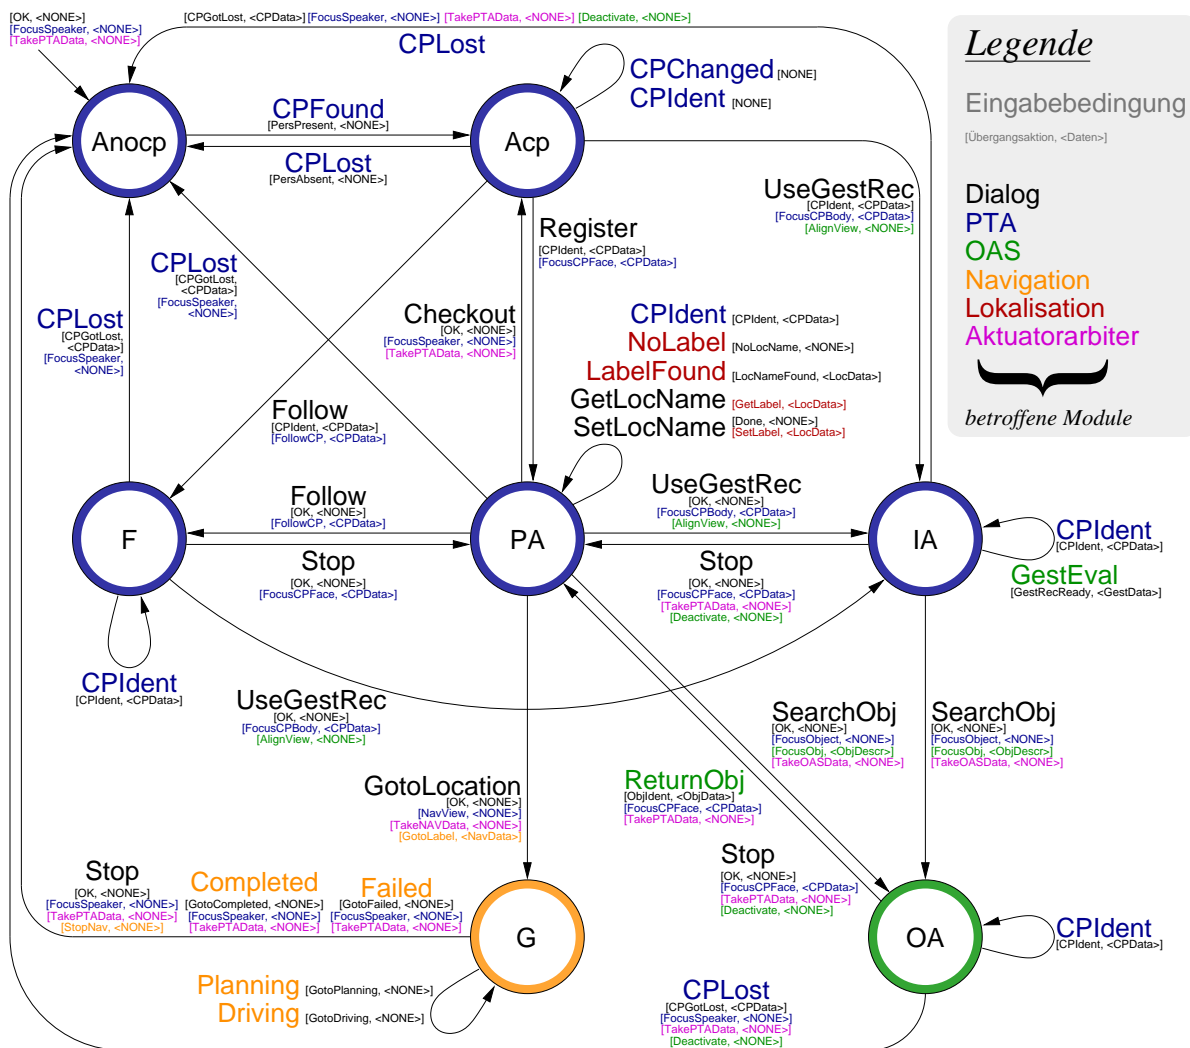 [OK, <NONE>]
[FocusSpeaker, <NONE>]
[TakePTAData, <NONE>]
[CPGotLost, <CPData>] [FocusSpeaker, <NONE>] [TakePTAData, <NONE>] [Deactivate, <NONE>]
CPLost
Anocp
CPFound
[PersPresent, <NONE>]
CPLost
[PersAbsent, <NONE>]
Acp
CPChanged [NONE]
CPIdent [NONE]
Legende
Eingabebedingung
[Übergangsaktion, <Daten>]
Dialog
PTA
OAS
Navigation
Lokalisation
Aktuatorarbiter
betroffene Module
UseGestRec
[CPIdent, <CPData>]
[FocusCPBody, <CPData>]
[AlignView, <NONE>]
Register
[CPIdent, <CPData>]
[FocusCPFace, <CPData>]
CPLost
[CPGotLost,
<CPData>]
[FocusSpeaker,
<NONE>]
CPLost
[CPGotLost,
<CPData>]
[FocusSpeaker,
<NONE>]
Checkout
[OK, <NONE>]
[FocusSpeaker, <NONE>]
[TakePTAData, <NONE>]
CPIdent [CPIdent, <CPData>]
NoLabel [NoLocName, <NONE>]
LabelFound [LocNameFound, <LocData>]
GetLocName [GetLabel, <LocData>]
SetLocName [Done, <NONE>]
[SetLabel, <LocData>]
Follow
[CPIdent, <CPData>]
[FollowCP, <CPData>]
F
Follow
[OK, <NONE>]
[FollowCP, <CPData>]
Stop
[OK, <NONE>]
[FocusCPFace, <CPData>]
PA
UseGestRec
[OK, <NONE>]
[FocusCPBody, <CPData>]
[AlignView, <NONE>]
Stop
[OK, <NONE>]
[FocusCPFace, <CPData>]
[TakePTAData, <NONE>]
[Deactivate, <NONE>]
IA
CPIdent
[CPIdent, <CPData>]
GestEval
[GestRecReady, <GestData>]
CPIdent
[CPIdent, <CPData>]
UseGestRec
[OK, <NONE>]
[FocusCPBody, <CPData>]
[AlignView, <NONE>]
SearchObj
[OK, <NONE>]
[FocusObject, <NONE>]
[FocusObj, <ObjDescr>]
[TakeOASData, <NONE>]
SearchObj
[OK, <NONE>]
[FocusObject, <NONE>]
[FocusObj, <ObjDescr>]
[TakeOASData, <NONE>]
GotoLocation
[OK, <NONE>]
[NavView, <NONE>]
[TakeNAVData, <NONE>]
[GotoLabel, <NavData>]
ReturnObj
[ObjIdent, <ObjData>]
[FocusCPFace, <CPData>]
[TakePTAData, <NONE>]
Stop
[OK, <NONE>]
[FocusCPFace, <CPData>]
[TakePTAData, <NONE>]
[Deactivate, <NONE>]
Stop
[OK, <NONE>]
[FocusSpeaker, <NONE>]
[TakePTAData, <NONE>]
[StopNav, <NONE>]
Completed
[GotoCompleted, <NONE>]
[FocusSpeaker, <NONE>]
[TakePTAData, <NONE>]
Failed
[GotoFailed, <NONE>]
[FocusSpeaker, <NONE>]
[TakePTAData, <NONE>]
G
OA
CPIdent
[CPIdent, <CPData>]
Planning [GotoPlanning, <NONE>]
Driving [GotoDriving, <NONE>]
CPLost
[CPGotLost, <CPData>]
[FocusSpeaker, <NONE>]
[TakePTAData, <NONE>]
[Deactivate, <NONE>]